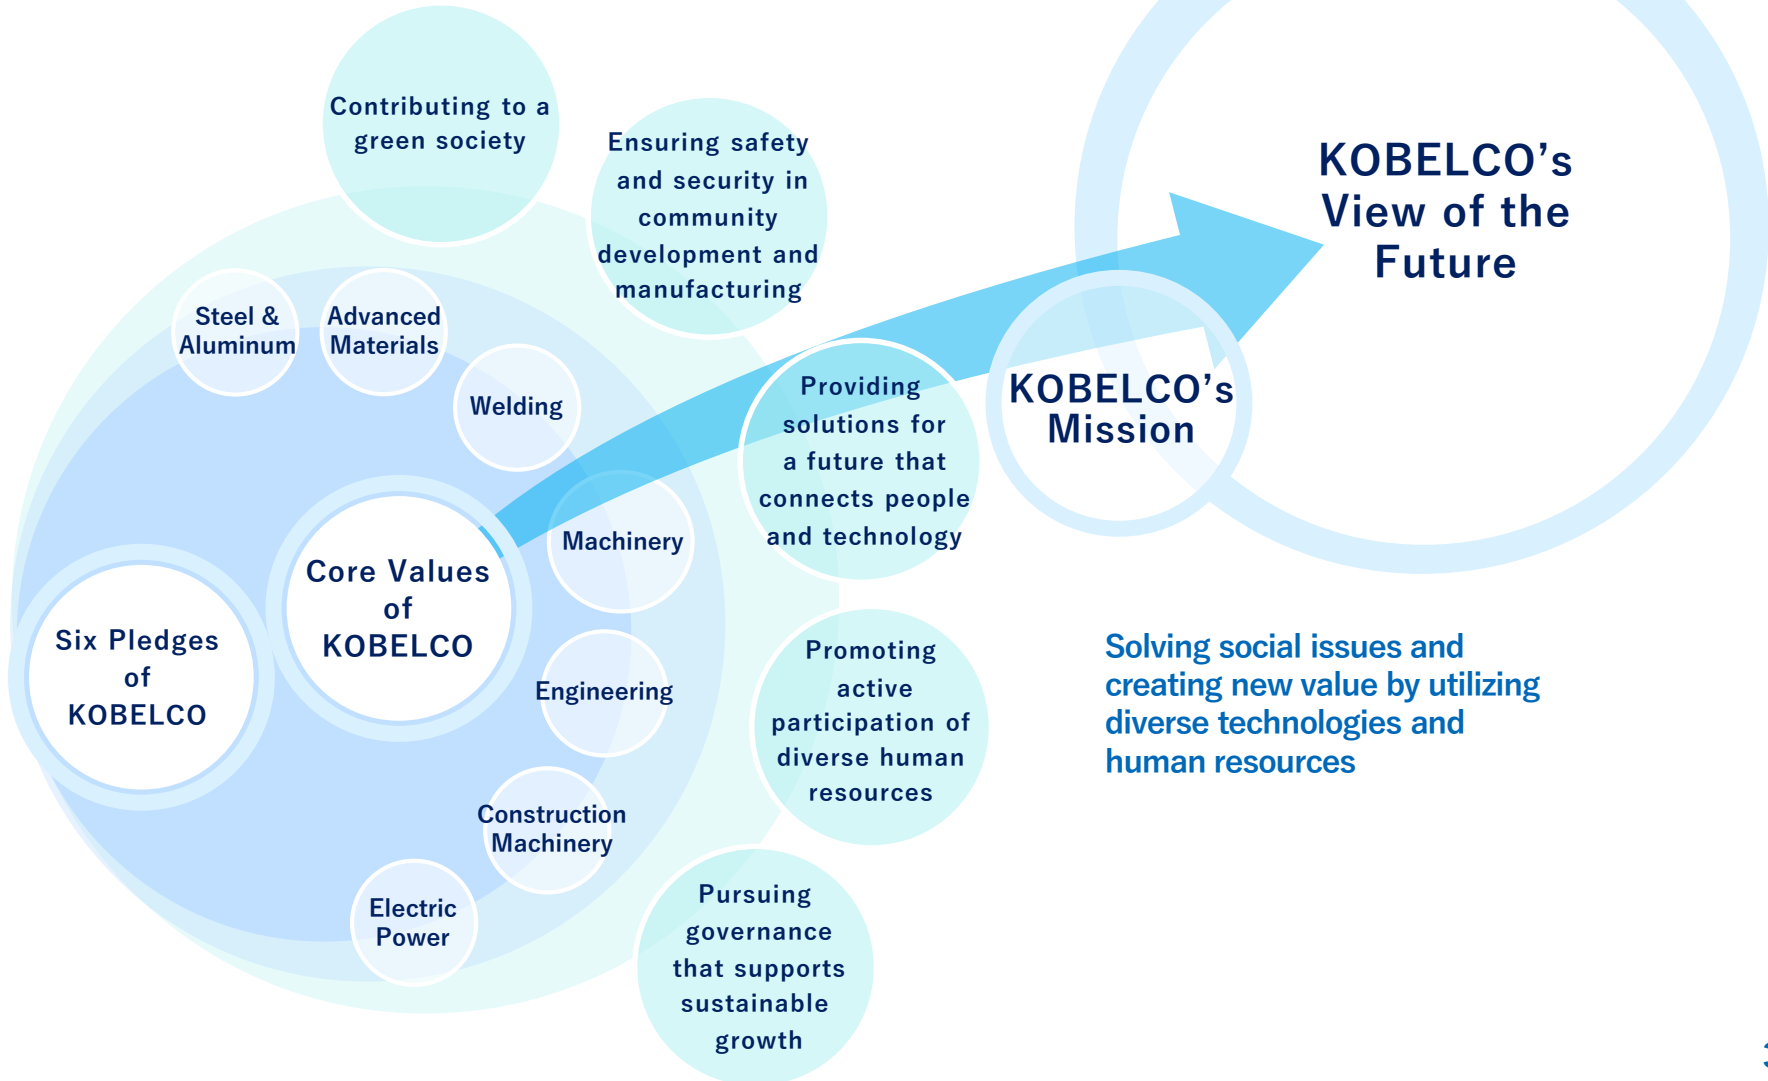 Contributing to a
green society
Ensuring safety
and security in
community
development and
manufacturing
KOBELCO’s
View of the
Future
Steel &
Aluminum
Advanced
Materials
Welding
Providing
solutions for
a future that
connects people
and technology
KOBELCO’s
Mission
Machinery
Core Values
of
KOBELCO
Six Pledges
of
KOBELCO
Engineering
Promoting
active
participation of
diverse human
resources
Solving social issues and
creating new value by utilizing
diverse technologies and
human resources
Construction
Machinery
Electric
Power
Pursuing
governance
that supports
sustainable
growth